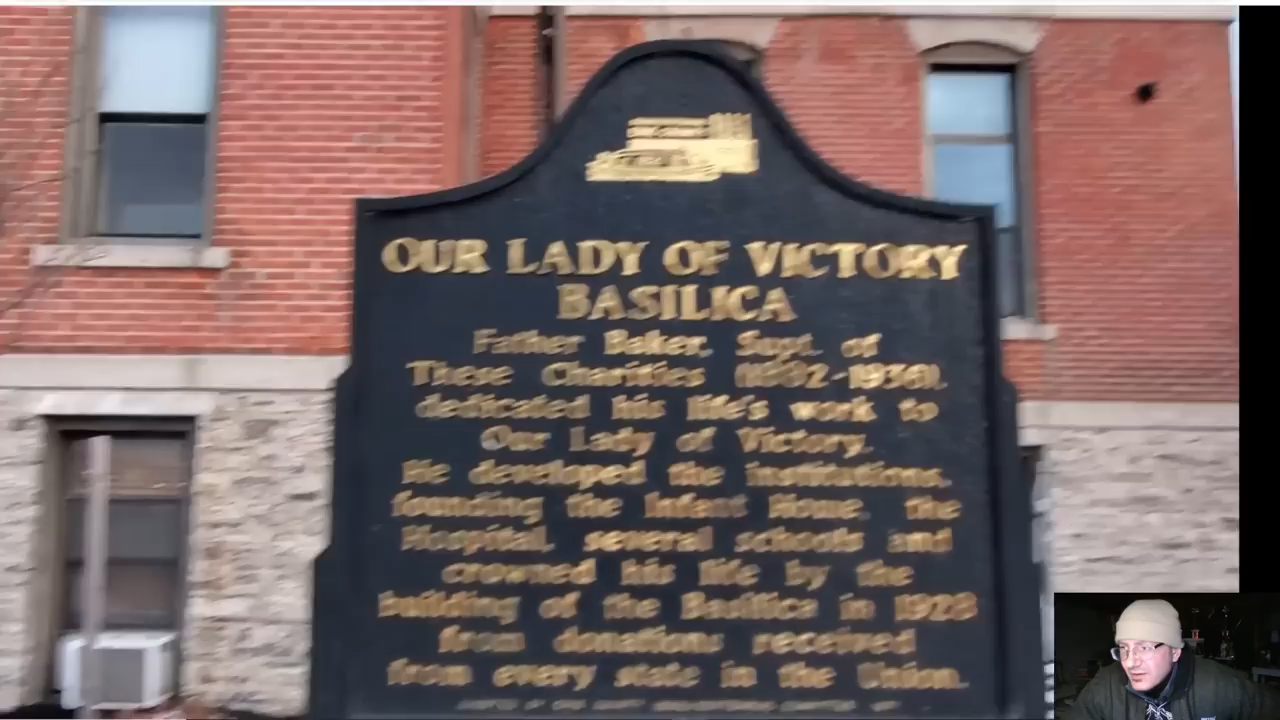 OUR LADY OF VICTORY
BASILICA
Father Baker, Supt. of
These Charities (1882-1936),
dedicated his life's work to
Our Lady of Victory.
He developed the institutions,
founding the Infant Home, the
Hospital, several schools and
crowned his life by the
building of the Basilica in 1923
from donations received
from every state in the Union.